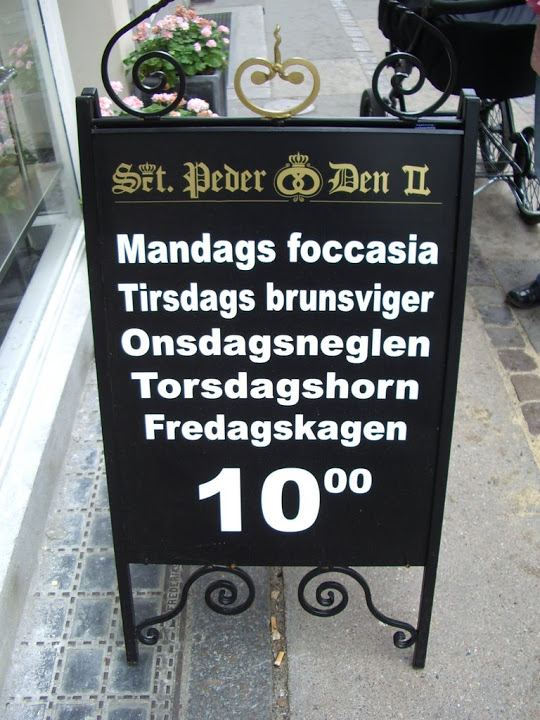 Sct. Peder Den II
Mandags foccasia
Tirsdags brunsviger
Onsdagsneglen
Torsdagshorn
Fredagskagen
10 00